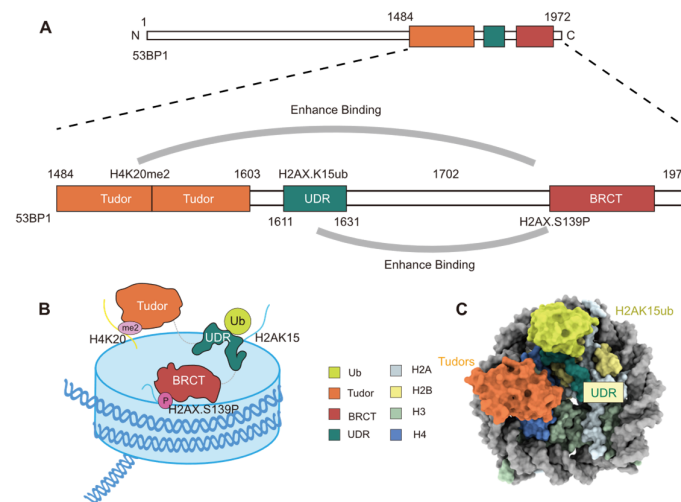 A
1
1484
1972
N
C
53BP1
Enhance Binding
1484
H4K20me2
1603
H2AX.K15ub
1702
197
Tudor
Tudor
UDR
BRCT
53BP1
1611
1631
H2AX.S139P
Enhance Binding
B
Tudor
me2
Ub
H4K20
UDR
H2AK15
BRCT
P
H2AX.S139P
Ub
H2A
Tudor
H2B
BRCT
H3
UDR
H4
C
H2AK15ub
Tudors
UDR